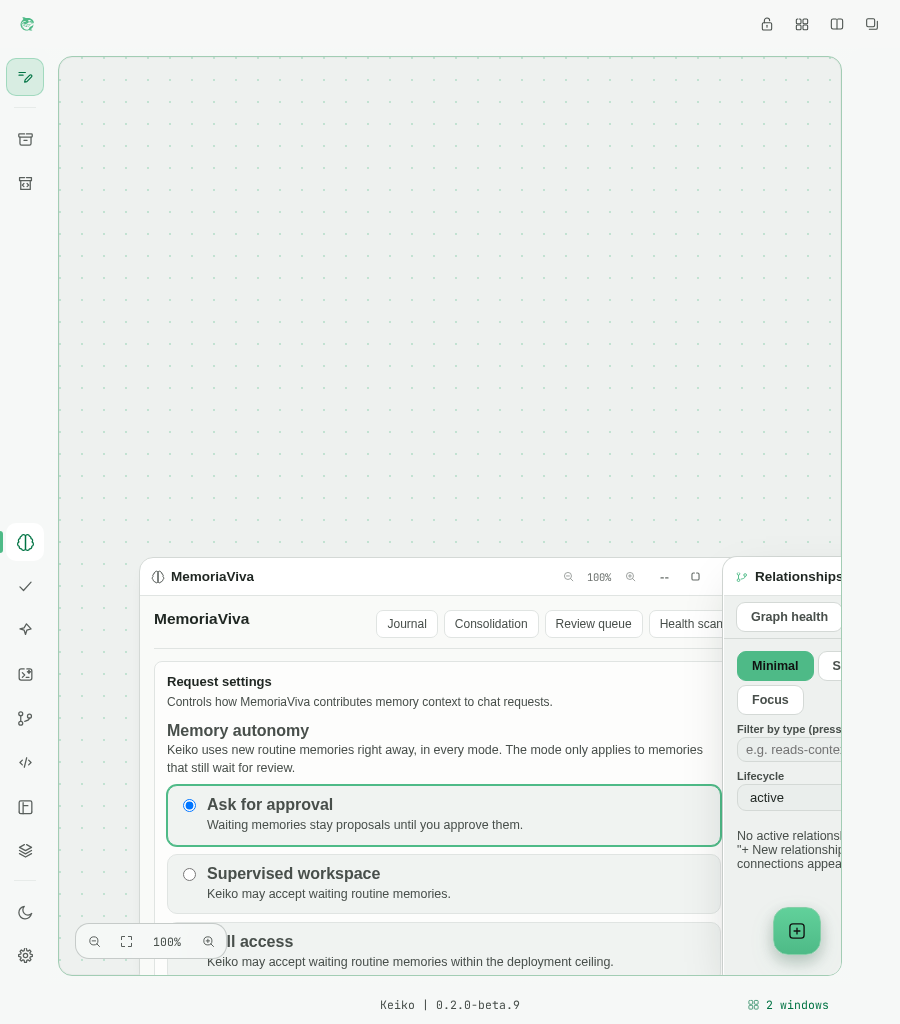 MemoriaViva
100%
MemoriaViva
Journal
Consolidation
Review queue
Health scan
Request settings
Controls how MemoriaViva contributes memory context to chat requests.
Memory autonomy
Keiko uses new routine memories right away, in every mode. The mode only applies to memories
that still wait for review.
Ask for approval
Waiting memories stay proposals until you approve them.
Supervised workspace
Keiko may accept waiting routine memories.
ll access
Keiko may accept waiting routine memories within the deployment ceiling.
Relationships
Graph health
Minimal
S
Focus
Filter by type (press
e.g. reads-conte
Lifecycle
active
No active relations
"+ New relationship
connections appea
100%
Keiko | 0.2.0-beta.9
2 windows